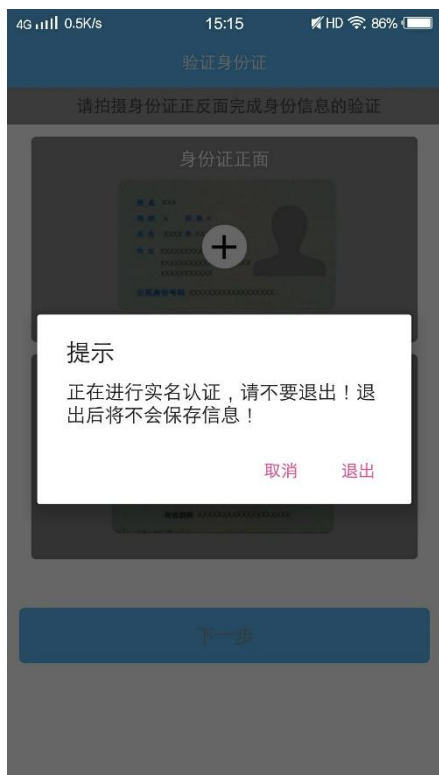 4G 0.5K/s 15:15 HD 86%
验证身份证
请拍摄身份证正反面完成身份信息的验证
身份证正面
提示
正在进行实名认证，请不要退出！退
出后将不会保存信息！
取消 退出
下一步